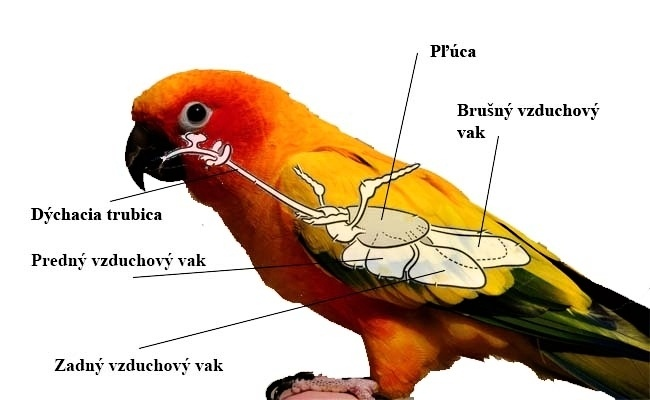 Pľúca
Brušný vzduchový
vak
Dýchacia trubica
Predný vzduchový vak
Zadný vzduchový vak